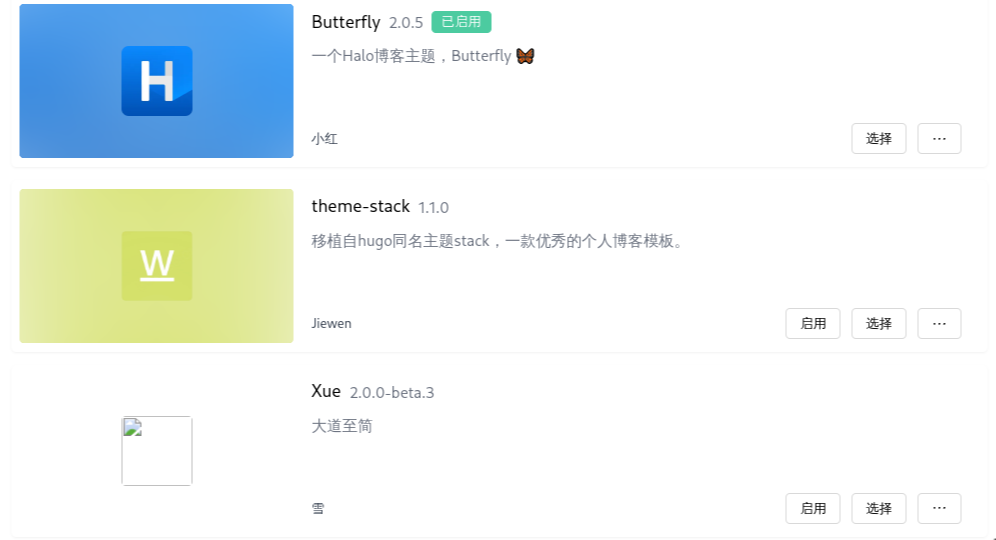 H
Butterfly 2.0.5 已启用
一个Halo博客主题，Butterfly 🦋
小红
选择 ···
W
theme-stack 1.1.0
移植自hugo同名主题stack，一款优秀的个人博客模板。
Jiewen
启用 选择 ···
Xue 2.0.0-beta.3
大道至简
雪
启用 选择 ···